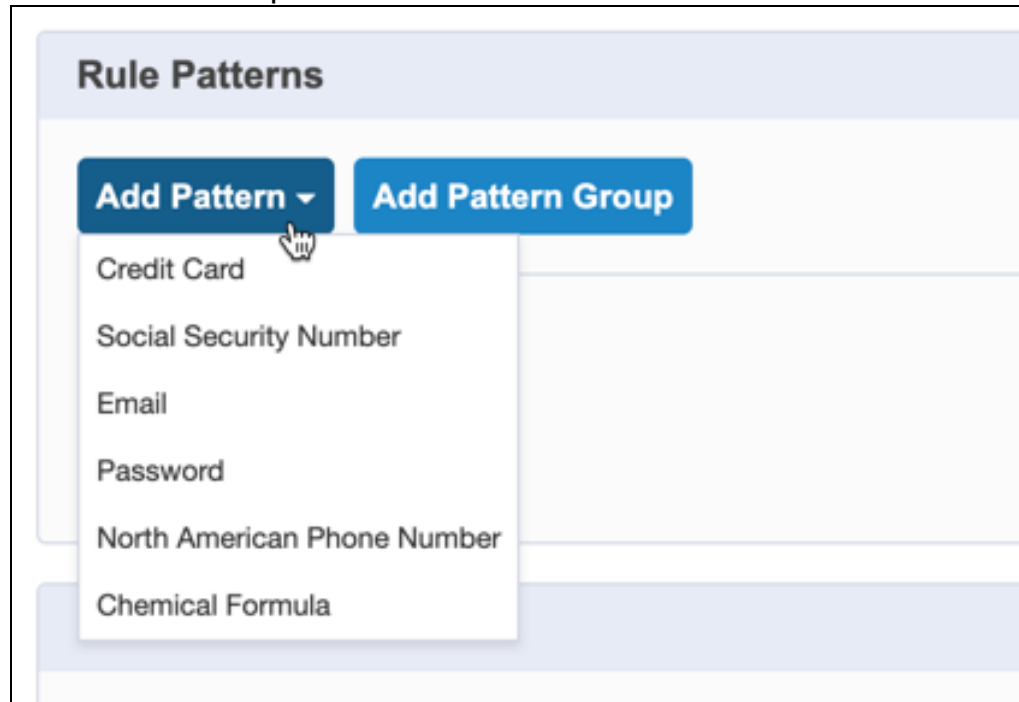 Rule Patterns
Add Pattern Add Pattern Group
Credit Card
Social Security Number
Email
Password
North American Phone Number
Chemical Formula